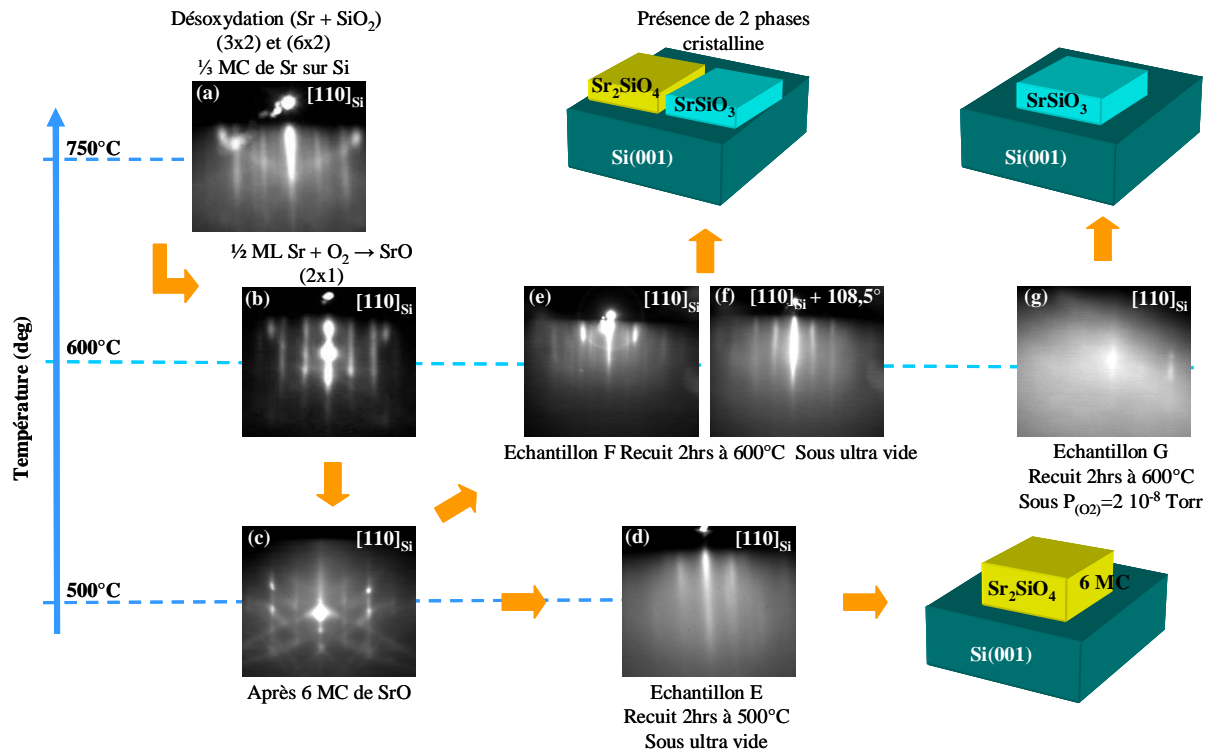 Désoxydation (Sr + SiO2)
(3x2) et (6x2)
⅓ MC de Sr sur Si
(a)
[110]Si
Présence de 2 phases
cristalline
Sr2SiO4
SrSiO3
Si(001)
SrSiO3
Si(001)
750°C
½ ML Sr + O2 → SrO
(2x1)
(b)
[110]Si
(e)
[110]Si
(f)
[110]Si + 108,5°
(g)
[110]Si
600°C
Température (deg)
Echantillon F Recuit 2hrs à 600°C Sous ultra vide
Echantillon G
Recuit 2hrs à 600°C
Sous P(O2)=2 10-8 Torr
(c)
[110]Si
(d)
[110]Si
500°C
Sr2SiO4
6 MC
Si(001)
Après 6 MC de SrO
Echantillon E
Recuit 2hrs à 500°C
Sous ultra vide